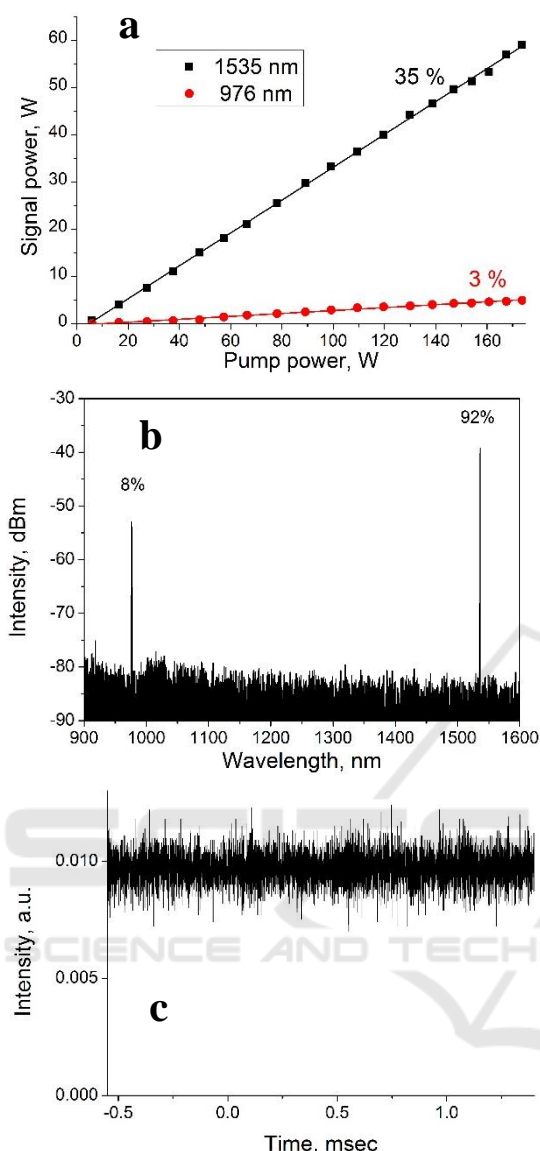 a
1535 nm
976 nm
35 %
3 %
60
50
40
30
20
10
0
Signal power, W
0 20 40 60 80 100 120 140 160
Pump power, W
b
8%
92%
-30
-40
-50
-60
-70
-80
-90
Intensity, dBm
900 1000 1100 1200 1300 1400 1500 1600
Wavelength, nm
0.010
0.005
0.000
Intensity, a.u.
SCIENCE AND TECH
c
-0.5 0.0 0.5 1.0
Time, msec